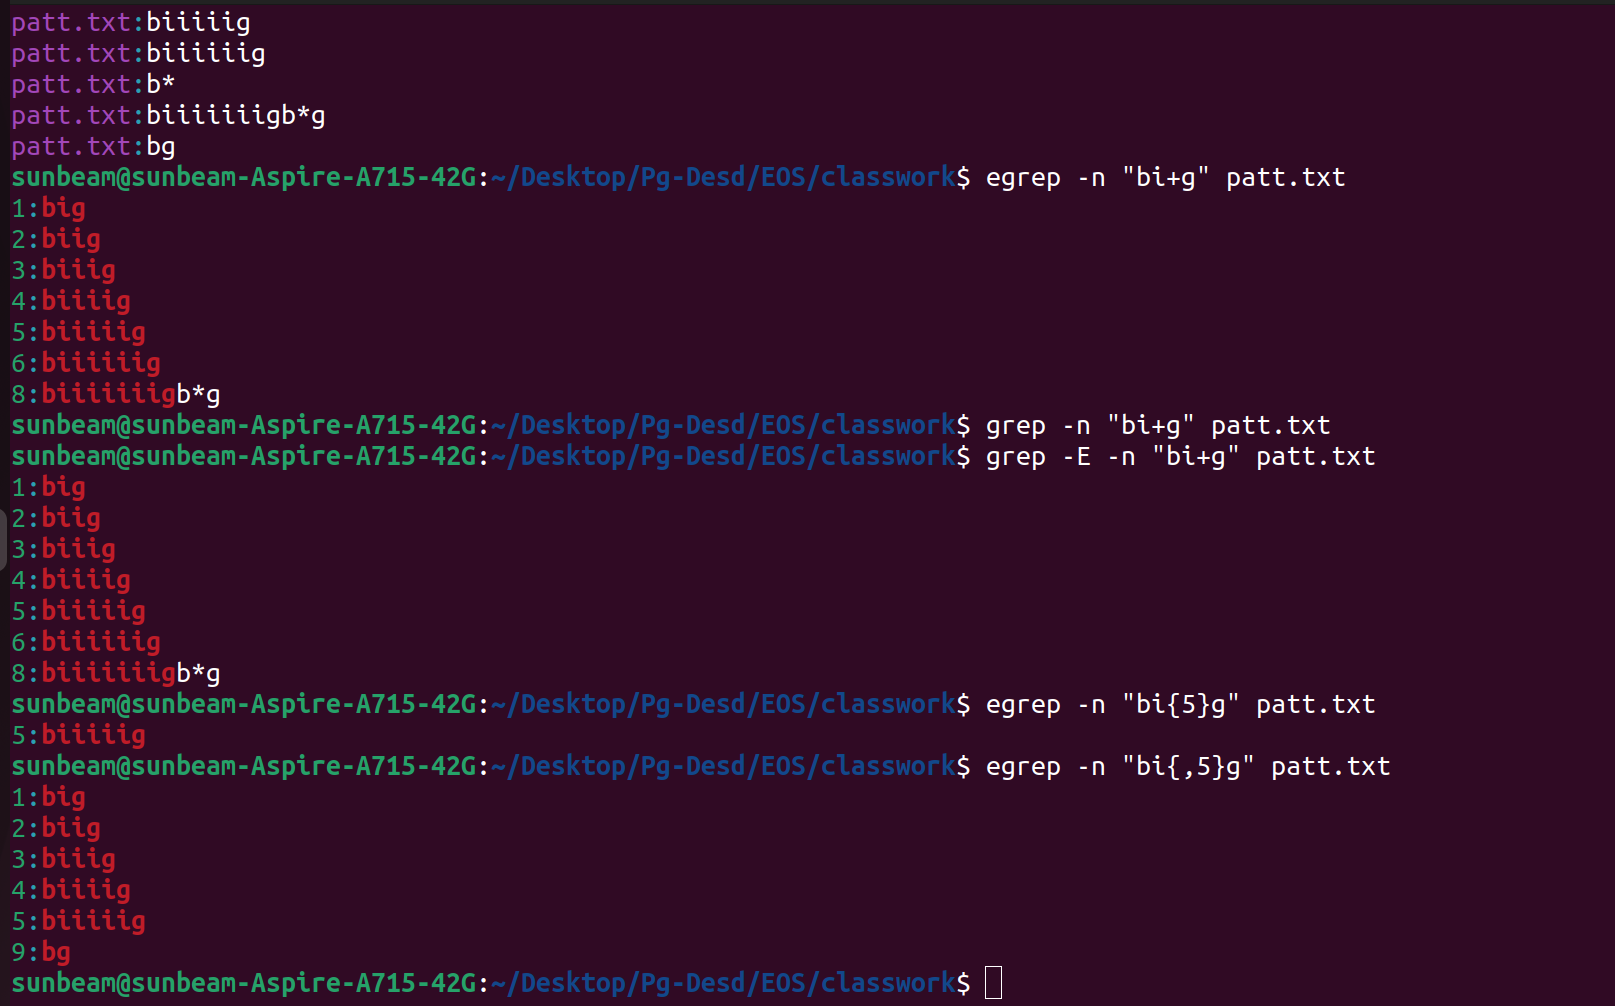 patt.txt:biiiiig
patt.txt:biiiiiig
patt.txt:b*
patt.txt:biiiiiiigb*g
patt.txt:bg
sunbeam@sunbeam-Aspire-A715-42G:~/Desktop/Pg-Desd/EOS/classwork$ egrep -n "bi+g" patt.txt
1:big
2:biig
3:biiig
4:biiiig
5:biiiiig
6:biiiiiig
8:biiiiiiigb*g
sunbeam@sunbeam-Aspire-A715-42G:~/Desktop/Pg-Desd/EOS/classwork$ grep -n "bi+g" patt.txt
sunbeam@sunbeam-Aspire-A715-42G:~/Desktop/Pg-Desd/EOS/classwork$ grep -E -n "bi+g" patt.txt
1:big
2:biig
3:biiig
4:biiiig
5:biiiiig
6:biiiiiig
8:biiiiiiigb*g
sunbeam@sunbeam-Aspire-A715-42G:~/Desktop/Pg-Desd/EOS/classwork$ egrep -n "bi{5}g" patt.txt
5:biiiiig
sunbeam@sunbeam-Aspire-A715-42G:~/Desktop/Pg-Desd/EOS/classwork$ egrep -n "bi{,5}g" patt.txt
1:big
2:biig
3:biiig
4:biiiig
5:biiiiig
9:bg
sunbeam@sunbeam-Aspire-A715-42G:~/Desktop/Pg-Desd/EOS/classwork$